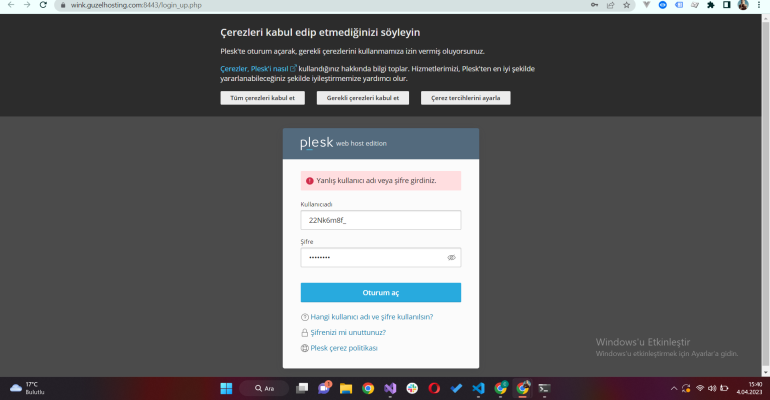 wink.guzelhosting.com:8443/login_up.php
Çerezleri kabul edip etmediğinizi söyleyin
Plesk'te oturum açarak, gerekli çerezlerini kullanmamıza izin vermiş oluyorsunuz.
Çerezler, Plesk'i nasıl kullandığınız hakkında bilgi toplar. Hizmetlerimizi, Plesk'ten en iyi şekilde
yararlanabileceğiniz şekilde iyileştirmemize yardımcı olur.
Tüm çerezleri kabul et Gerekli çerezleri kabul et Çerez tercihlerini ayarla
plesk web host edition
Yanlış kullanıcı adı veya şifre girdiniz.
Kullanıcıadı
22Nk6m8f_
Şifre
••••••••
Oturum aç
Hangi kullanıcı adı ve şifre kullanılsın?
Şifrenizi mi unuttunuz?
Plesk çerez politikası
Windows'u Etkinleştir
Windows'u etkinleştirmek için Ayarlar'a gidin.
17°C
Bulutlu
Ara
15:40
4.04.2023